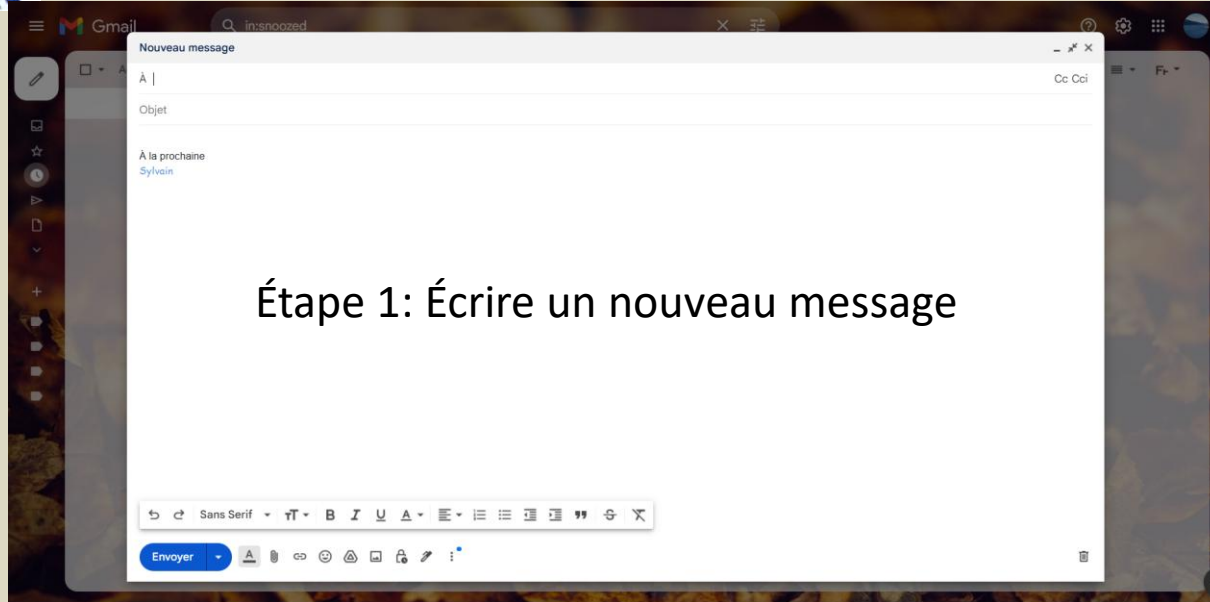 Gmail
in:snoozed
Nouveau message
À
Cc Cci
Objet
À la prochaine
Sylvain
Étape 1: Écrire un nouveau message
Sans Serif
Envoyer